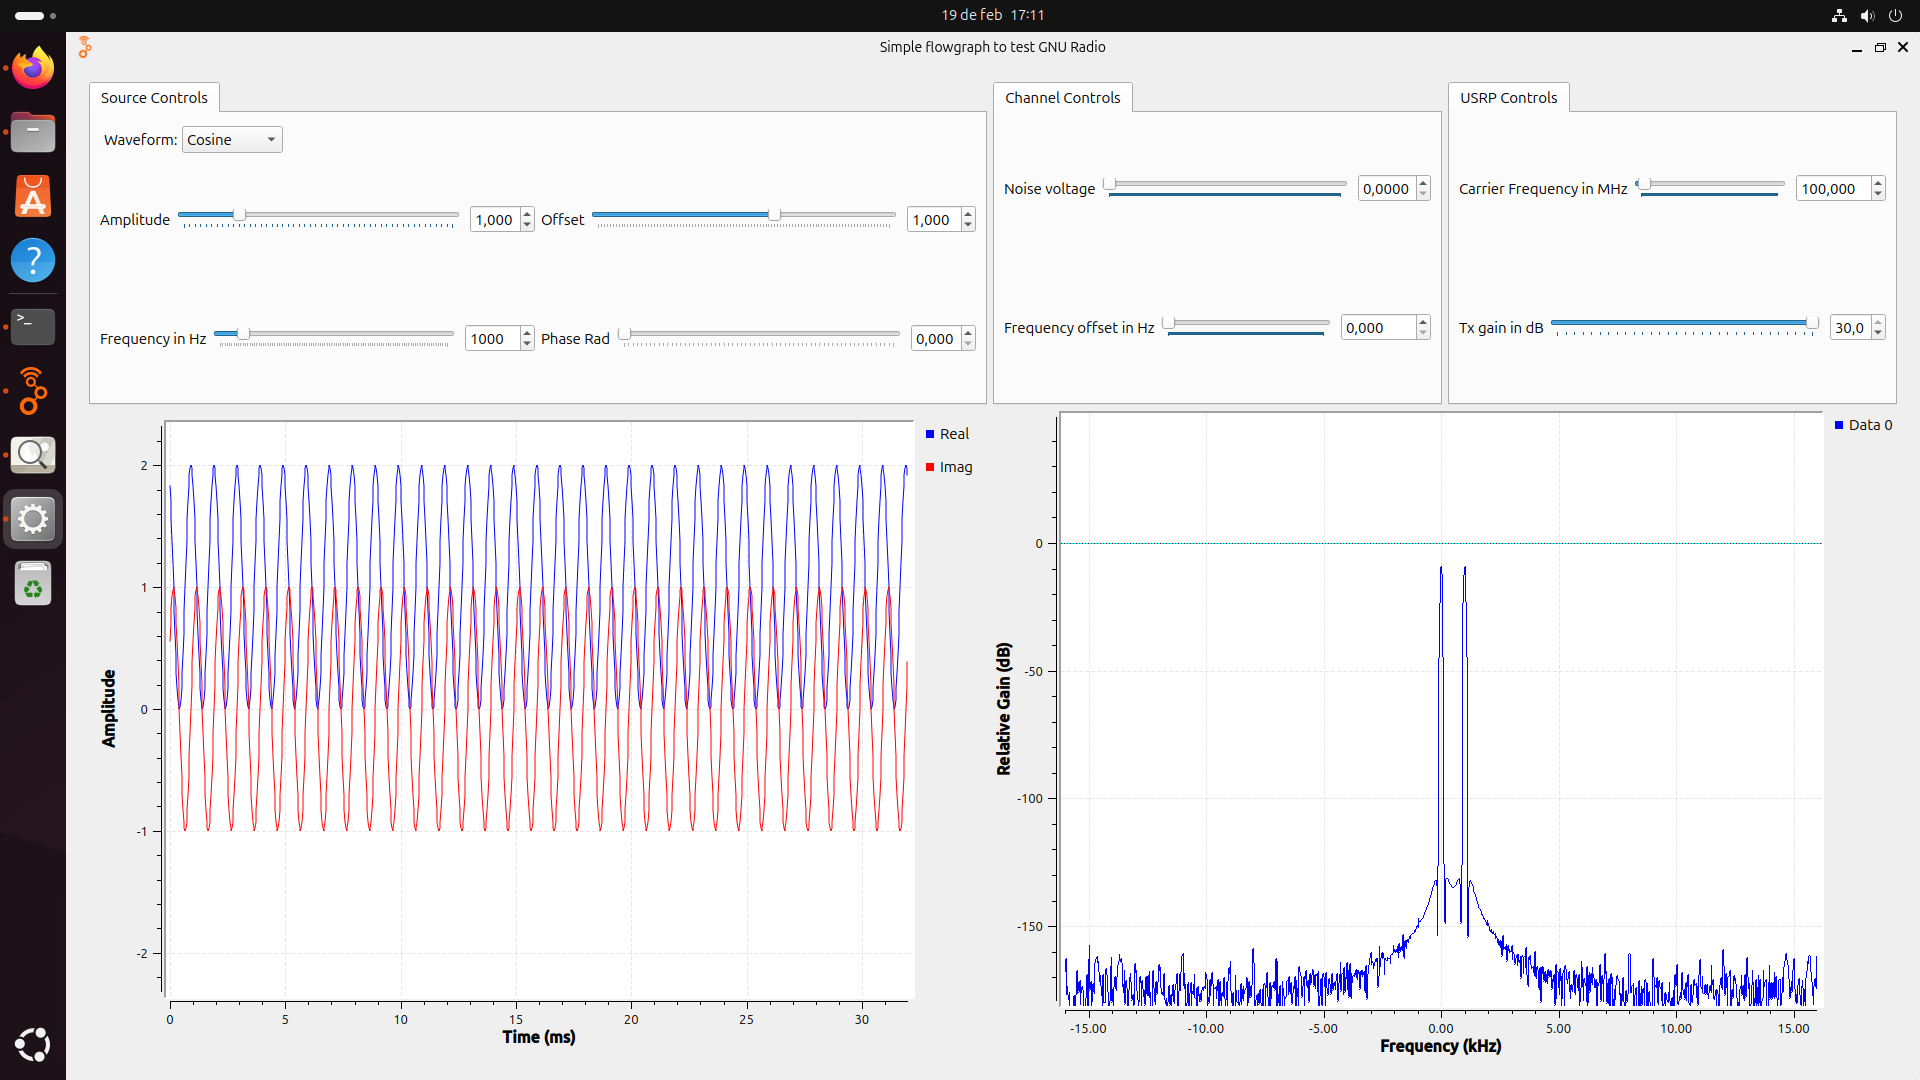 19 de feb 17:11
Simple flowgraph to test GNU Radio
Source Controls
Waveform: Cosine
Amplitude 1,000 Offset 1,000
Frequency in Hz 1000 Phase Rad 0,000
Channel Controls
Noise voltage 0,0000
Frequency offset in Hz 0,000
USRP Controls
Carrier Frequency in MHz 100,000
Tx gain in dB 30,0
Real
Imag
Amplitude
2
1
0
-1
-2
0 5 10 15 20 25 30
Time (ms)
Data 0
Relative Gain (dB)
0
-50
-100
-150
-15.00 -10.00 -5.00 0.00 5.00 10.00 15.00
Frequency (kHz)